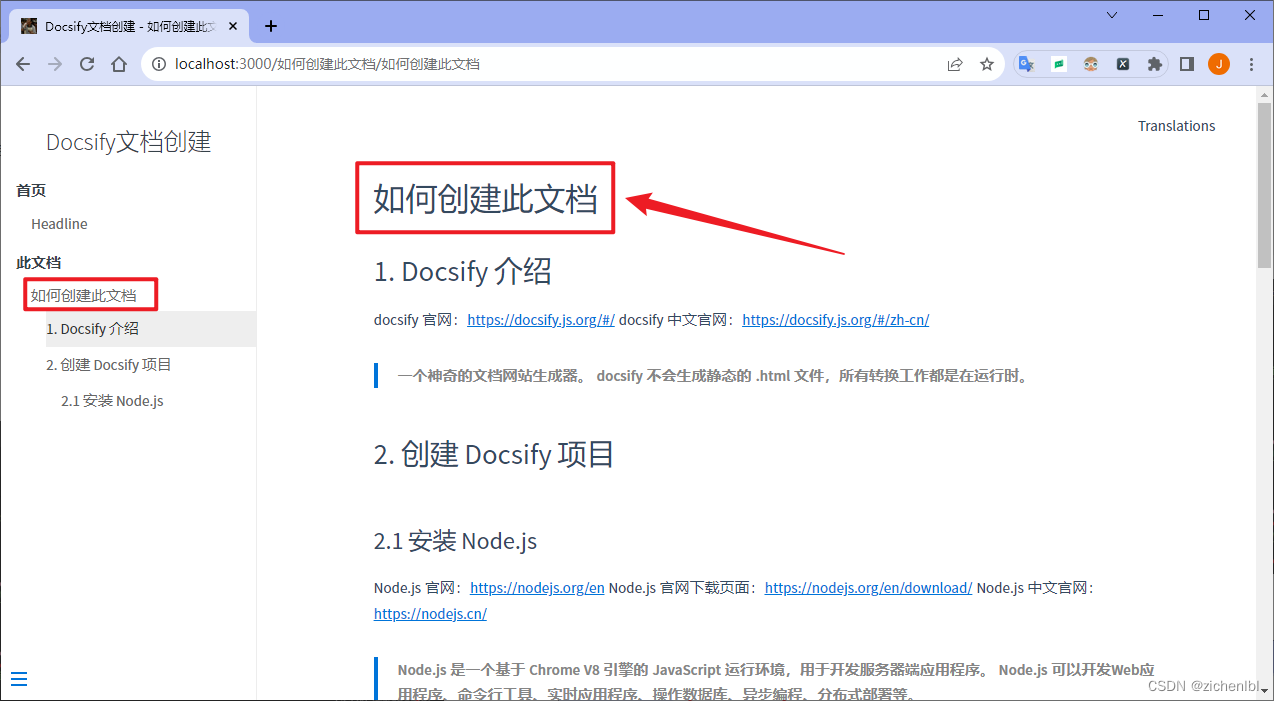 Docsify文档创建 - 如何创建此文
localhost:3000/如何创建此文档/如何创建此文档
J
Docsify文档创建
首页
Headline
此文档
如何创建此文档
1. Docsify 介绍
2. 创建 Docsify 项目
2.1 安装 Node.js
Translations
如何创建此文档
1. Docsify 介绍
docsify 官网：https://docsify.js.org/#/ docsify 中文官网：https://docsify.js.org/#/zh-cn/
一个神奇的文档网站生成器。 docsify 不会生成静态的 .html 文件，所有转换工作都是在运行时。
2. 创建 Docsify 项目
2.1 安装 Node.js
Node.js 官网：https://nodejs.org/en Node.js 官网下载页面：https://nodejs.org/en/download/ Node.js 中文官网：
https://nodejs.cn/
Node.js 是一个基于 Chrome V8 引擎的 JavaScript 运行环境，用于开发服务器端应用程序。 Node.js 可以开发Web应
用程序、命令行工具、实时应用程序、操作数据库、异步编程、分布式部署等。
CSDN @zichenlbl